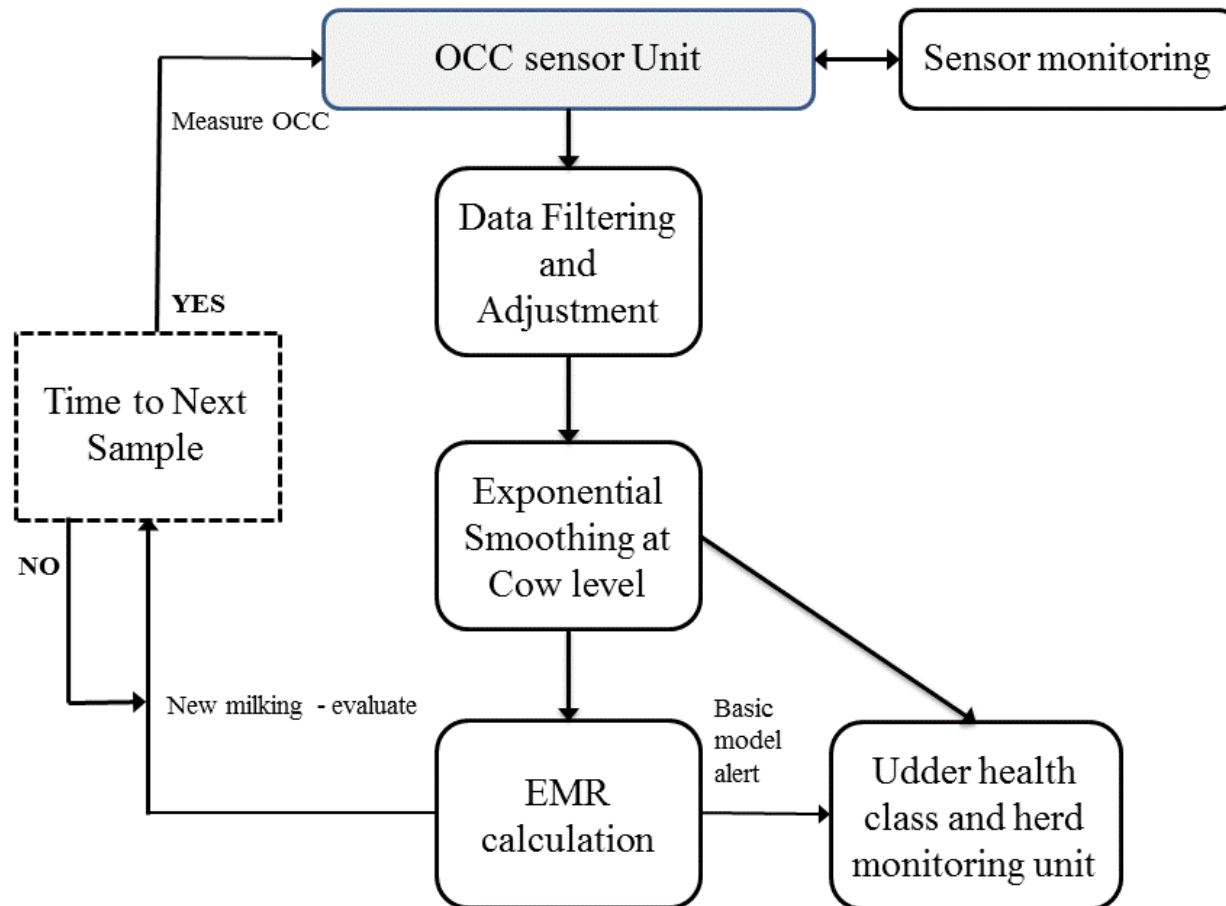 OCC sensor Unit
Sensor monitoring
Measure OCC
Data Filtering
and
Adjustment
YES
Time to Next
Sample
NO
Exponential
Smoothing at
Cow level
New milking - evaluate
Basic
model
alert
EMR
calculation
Udder health
class and herd
monitoring unit